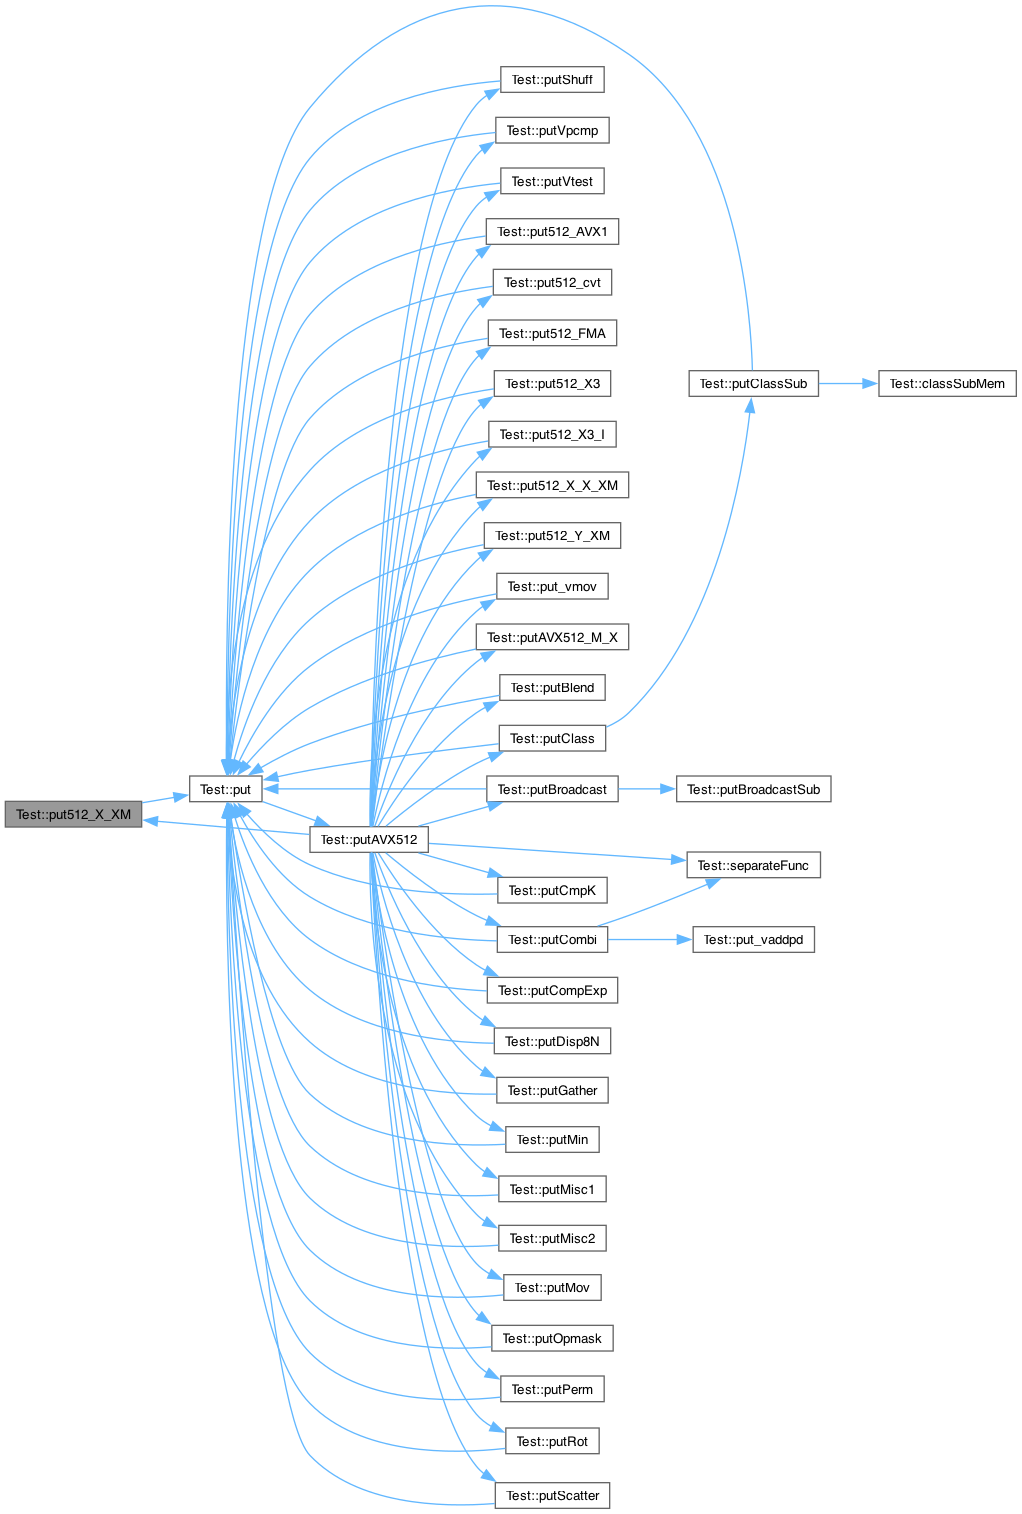 Test::putShuff
Test::putVpcmp
Test::putVtest
Test::put512_AVX1
Test::put512_cvt
Test::put512_FMA
Test::put512_X3
Test::putClassSub
Test::classSubMem
Test::put512_X3_I
Test::put512_X_X_XM
Test::put512_Y_XM
Test::put_vmov
Test::putAVX512_M_X
Test::putBlend
Test::putClass
Test::put
Test::putBroadcast
Test::putBroadcastSub
Test::put512_X_XM
Test::putAVX512
Test::separateFunc
Test::putCmpK
Test::putCombi
Test::put_vaddpd
Test::putCompExp
Test::putDisp8N
Test::putGather
Test::putMin
Test::putMisc1
Test::putMisc2
Test::putMov
Test::putOpmask
Test::putPerm
Test::putRot
Test::putScatter